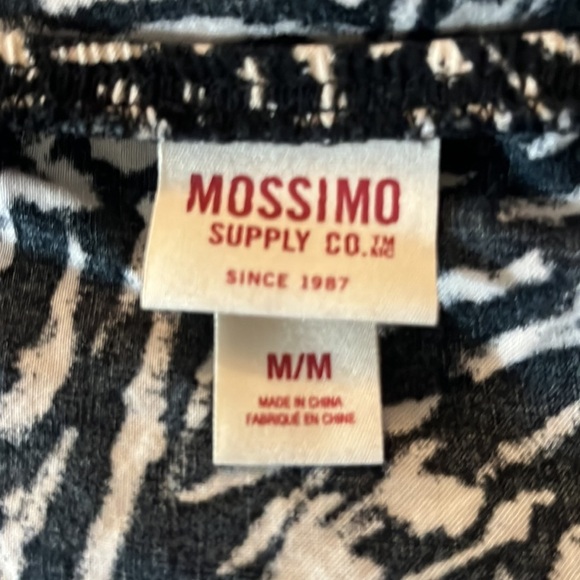 MOSSIMO
SUPPLY CO.™ MC
SINCE 1987
M/M
MADE IN CHINA
FABRIQUÉ EN CHINE